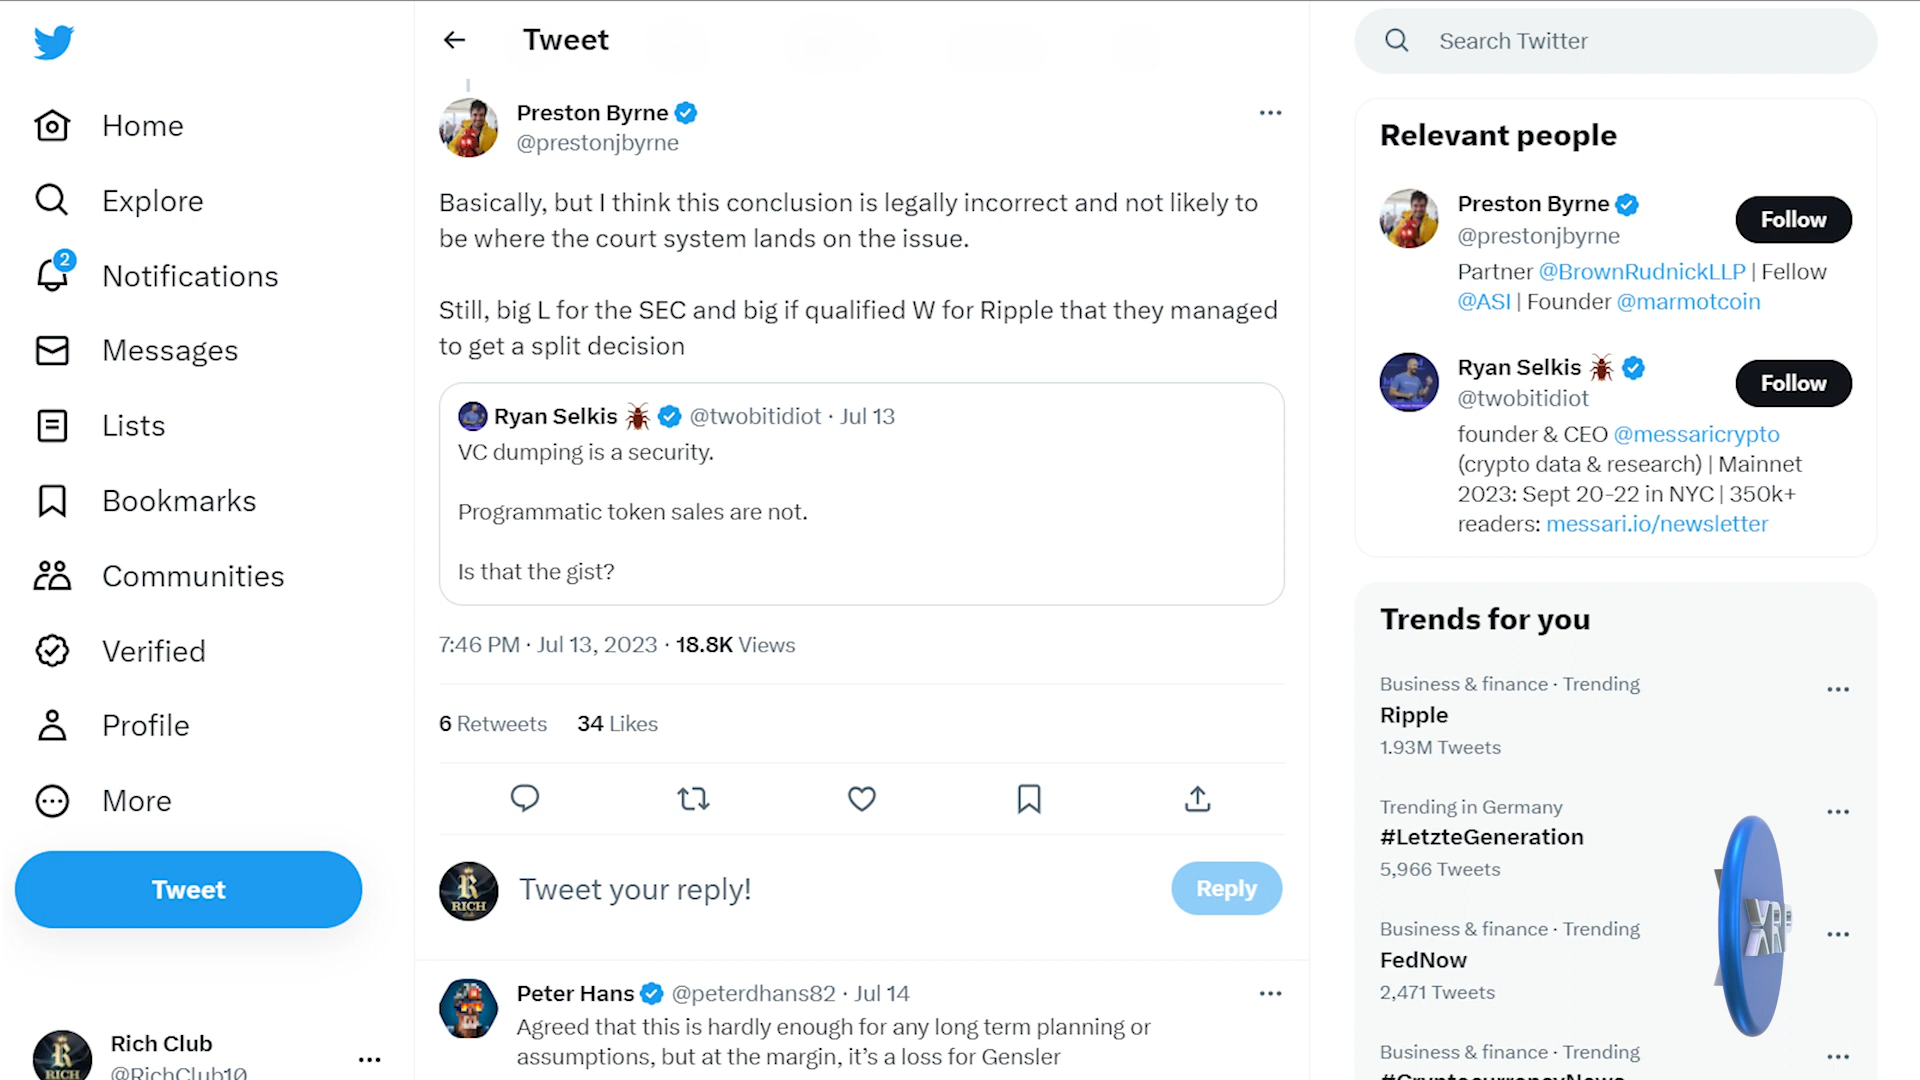 Home
Explore
2
Notifications
Messages
Lists
Bookmarks
Communities
Verified
Profile
More
Tweet
Rich Club
@RichClub10
Tweet
Preston Byrne
@prestonjbyrne
Basically, but I think this conclusion is legally incorrect and not likely to
be where the court system lands on the issue.
Still, big L for the SEC and big if qualified W for Ripple that they managed
to get a split decision
Ryan Selkis @twobitidiot · Jul 13
VC dumping is a security.
Programmatic token sales are not.
Is that the gist?
7:46 PM · Jul 13, 2023 · 18.8K Views
6 Retweets 34 Likes
RICH
Tweet your reply!
Reply
Peter Hans @peterdhans82 · Jul 14
Agreed that this is hardly enough for any long term planning or
assumptions, but at the margin, it's a loss for Gensler
Search Twitter
Relevant people
Preston Byrne
@prestonjbyrne
Follow
Partner @BrownRudnickLLP | Fellow
@ASI | Founder @marmotcoin
Ryan Selkis
@twobitidiot
Follow
founder & CEO @messaricrypto
(crypto data & research) | Mainnet
2023: Sept 20-22 in NYC | 350k+
readers: messari.io/newsletter
Trends for you
Business & finance · Trending
Ripple
1.93M Tweets
Trending in Germany
#LetzteGeneration
5,966 Tweets
Business & finance · Trending
FedNow
2,471 Tweets
Business & finance · Trending
#CryptocurrencyNews
XRP
RICH